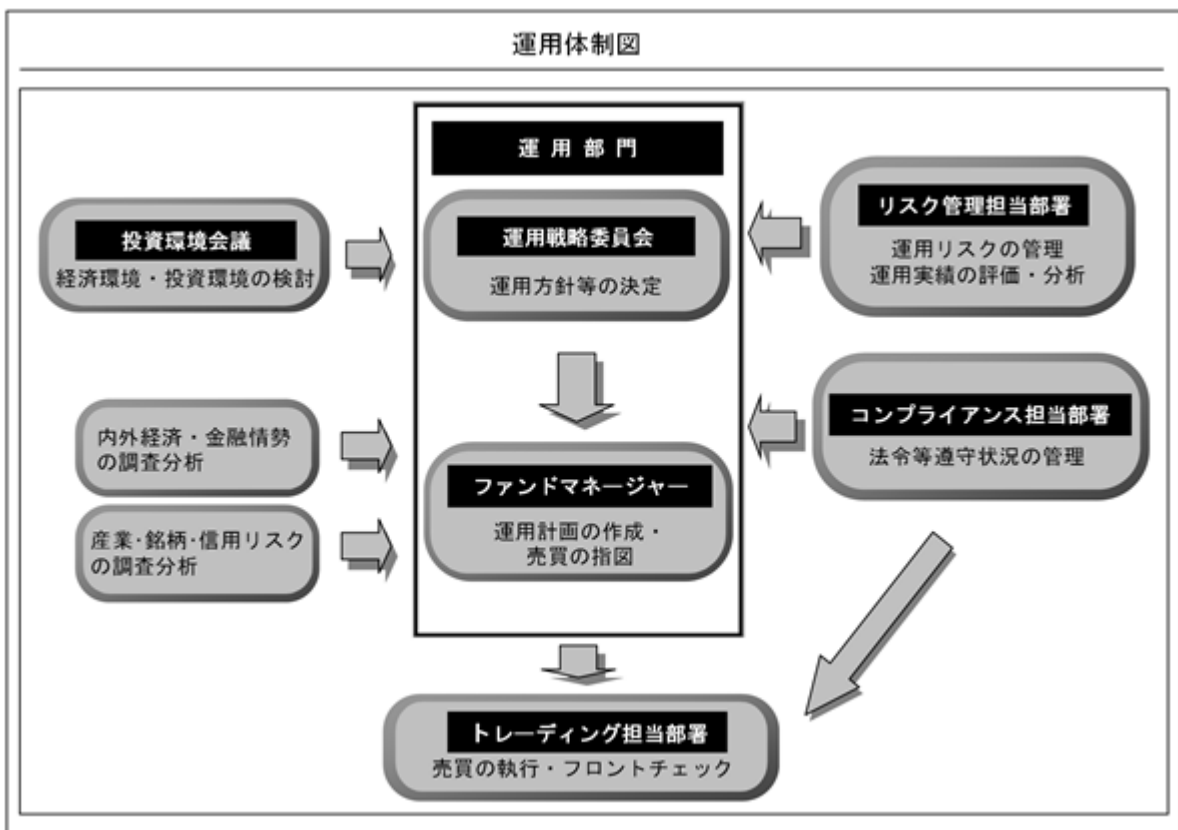 運用体制図
運用部門
投資環境会議
経済環境・投資環境の検討
運用戦略委員会
運用方針等の決定
リスク管理担当部署
運用リスクの管理
運用実績の評価・分析
内外経済・金融情勢
の調査分析
産業・銘柄・信用リスク
の調査分析
ファンドマネージャー
運用計画の作成・
売買の指図
コンプライアンス担当部署
法令等遵守状況の管理
トレーディング担当部署
売買の執行・フロントチェック